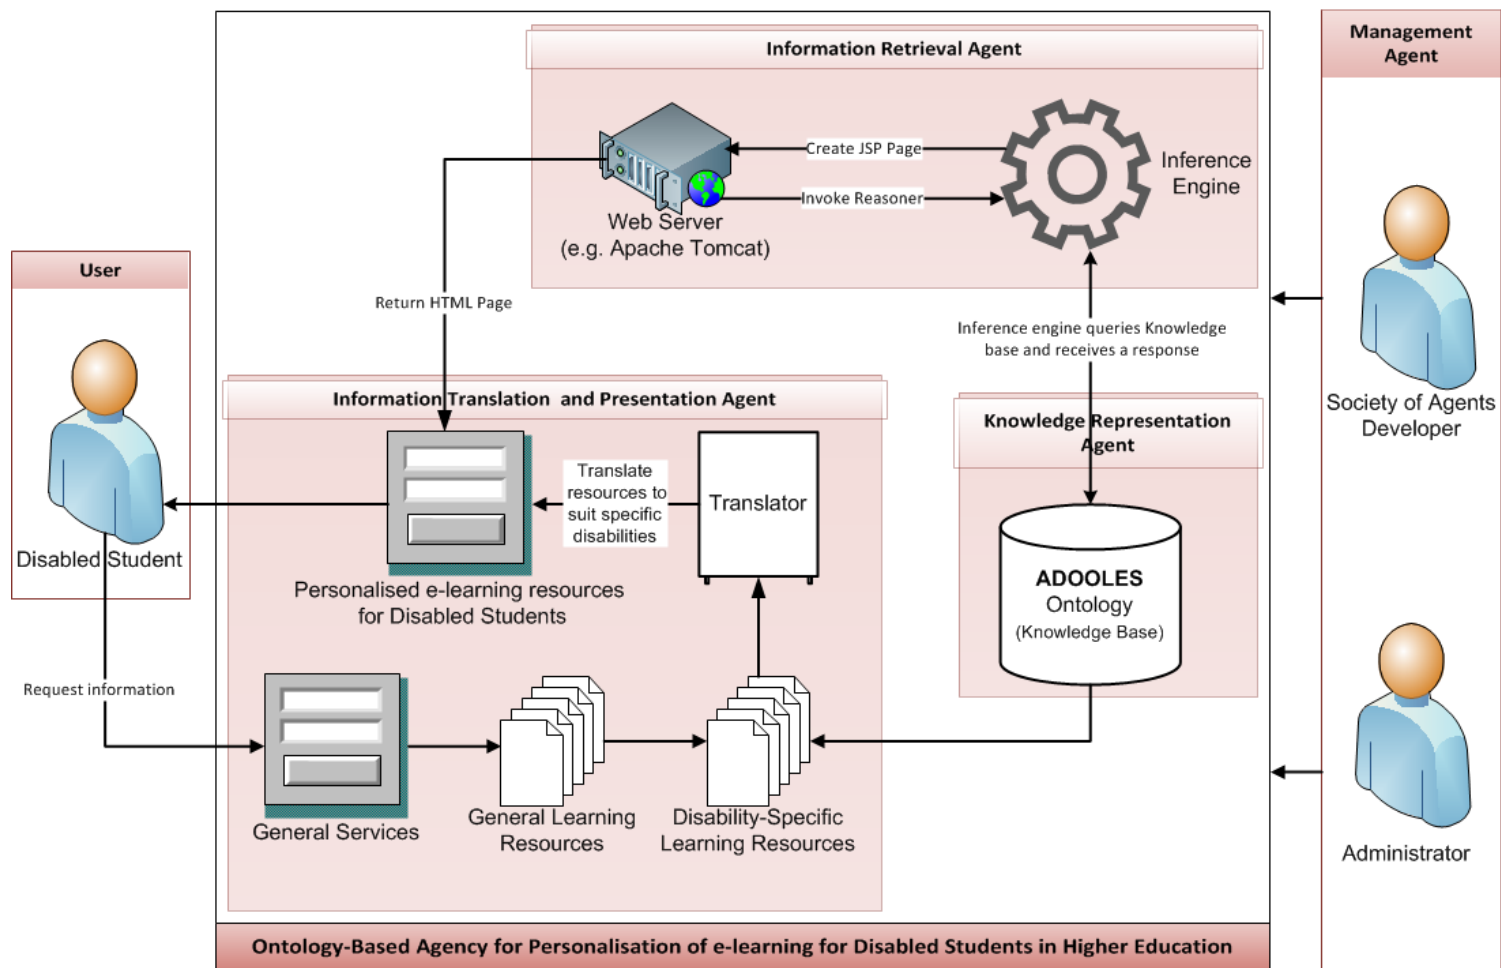 Information Retrieval Agent
Management
Agent
Create JSP Page
Invoke Reasoner
Inference
Engine
Web Server
(e.g. Apache Tomcat)
User
Return HTML Page
Inference engine queries Knowledge
base and receives a response
Society of Agents
Developer
Information Translation and Presentation Agent
Knowledge Representation
Agent
Translate
resources to
suit specific
disabilities
Translator
Disabled Student
Personalised e-learning resources
for Disabled Students
ADOOLES
Ontology
(Knowledge Base)
Request information
General Services
General Learning
Resources
Disability-Specific
Learning Resources
Administrator
Ontology-Based Agency for Personalisation of e-learning for Disabled Students in Higher Education